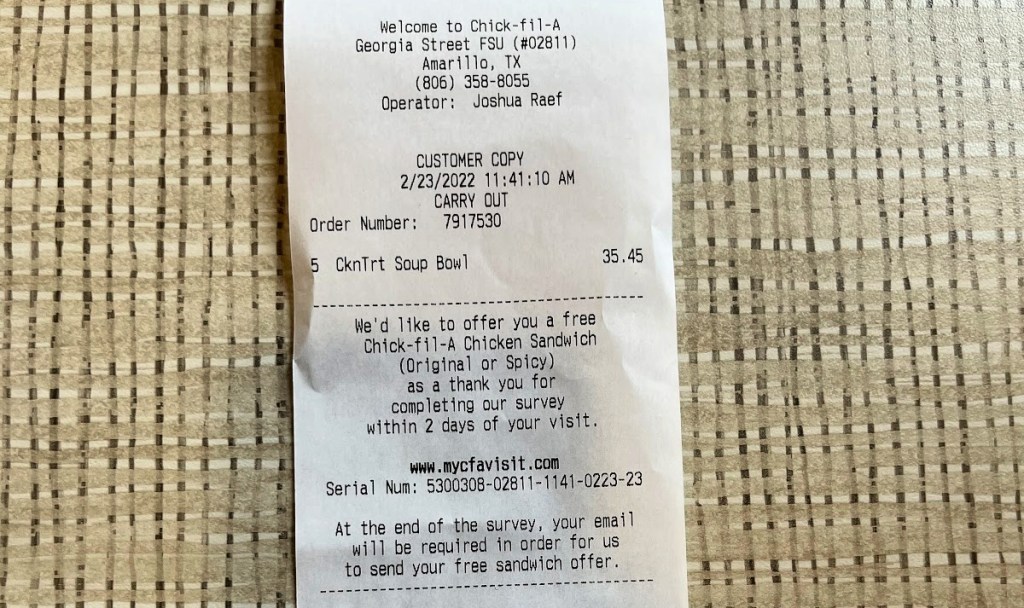 Welcome to Chick-fil-A
Georgia Street FSU (#02811)
Amarillo, TX
(806) 358-8055
Operator: Joshua Raef
CUSTOMER COPY
2/23/2022 11:41:10 AM
CARRY OUT
Order Number: 7917530
5 CknTrt Soup Bowl 35.45
------------------------------------------
We'd like to offer you a free
Chick-fil-A Chicken Sandwich
(Original or Spicy)
as a thank you for
completing our survey
within 2 days of your visit.
www.mycfavisit.com
Serial Num: 5300308-02811-1141-0223-23
At the end of the survey, your email
will be required in order for us
to send your free sandwich offer.
------------------------------------------